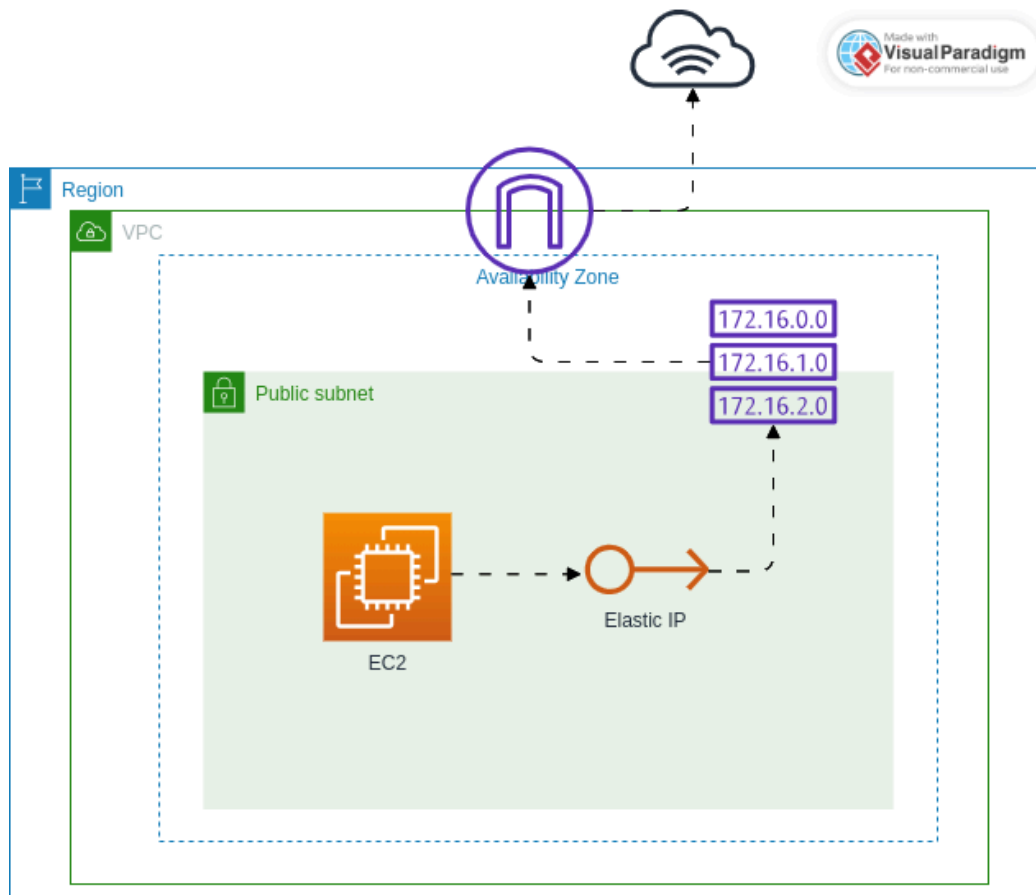 Made with
Visual Paradigm
For non-commercial use
Region
VPC
Availability Zone
172.16.0.0
172.16.1.0
172.16.2.0
Public subnet
Elastic IP
EC2